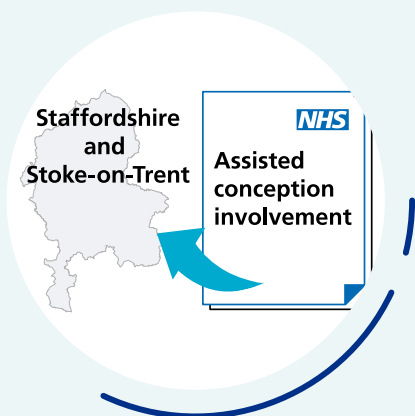 Staffordshire
and
Stoke-on-Trent
NHS
Assisted
conception
involvement